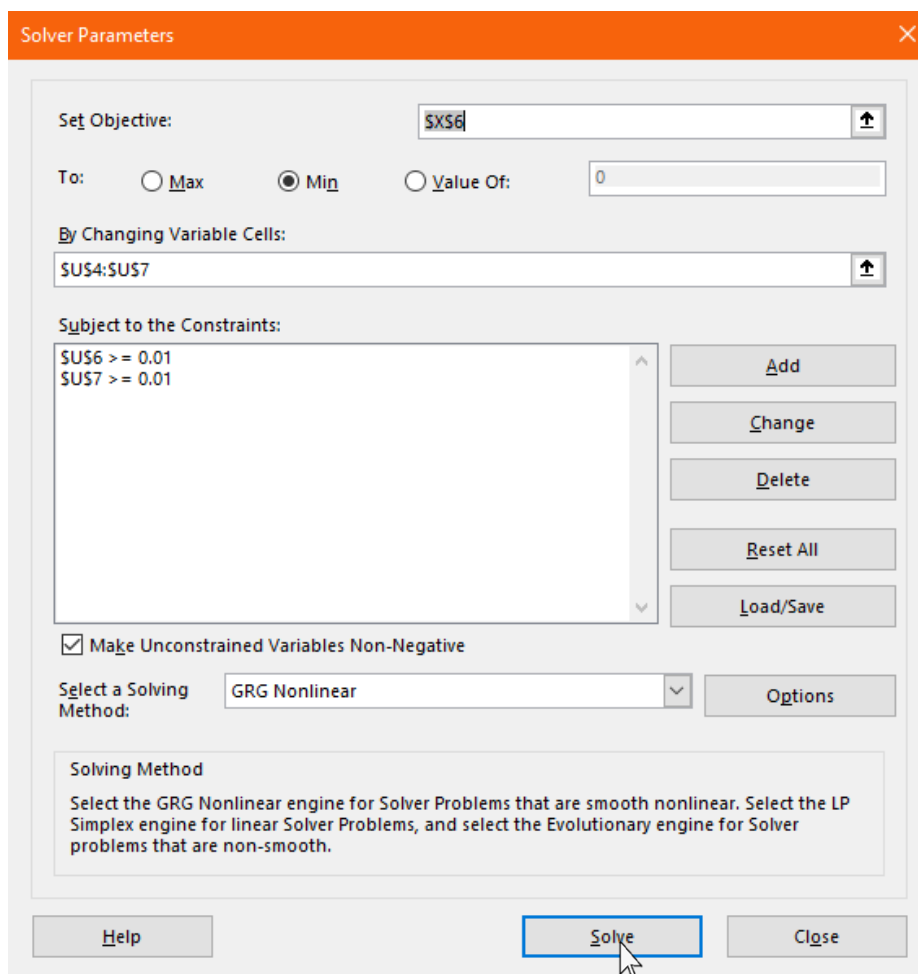 Solver Parameters
Set Objective:
$X$6
To:
Max
Min
Value Of:
0
By Changing Variable Cells:
$U$4:$U$7
Subject to the Constraints:
$U$6 >= 0.01
$U$7 >= 0.01
Add
Change
Delete
Reset All
Load/Save
Make Unconstrained Variables Non-Negative
Select a Solving
Method:
GRG Nonlinear
Options
Solving Method
Select the GRG Nonlinear engine for Solver Problems that are smooth nonlinear. Select the LP
Simplex engine for linear Solver Problems, and select the Evolutionary engine for Solver
problems that are non-smooth.
Help
Solve
Close